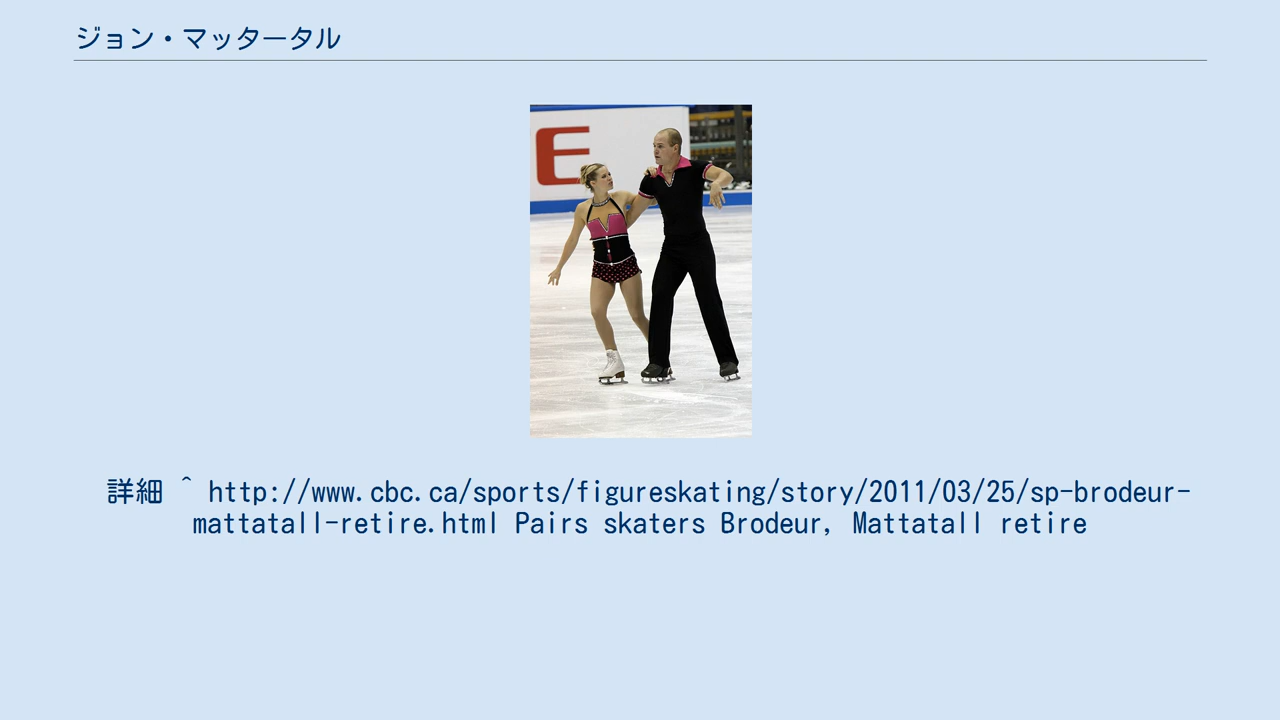 ジョン・マッタータル
E
詳細 ^ http://www.cbc.ca/sports/figureskating/story/2011/03/25/sp-brodeur-
mattatall-retire.html Pairs skaters Brodeur, Mattatall retire